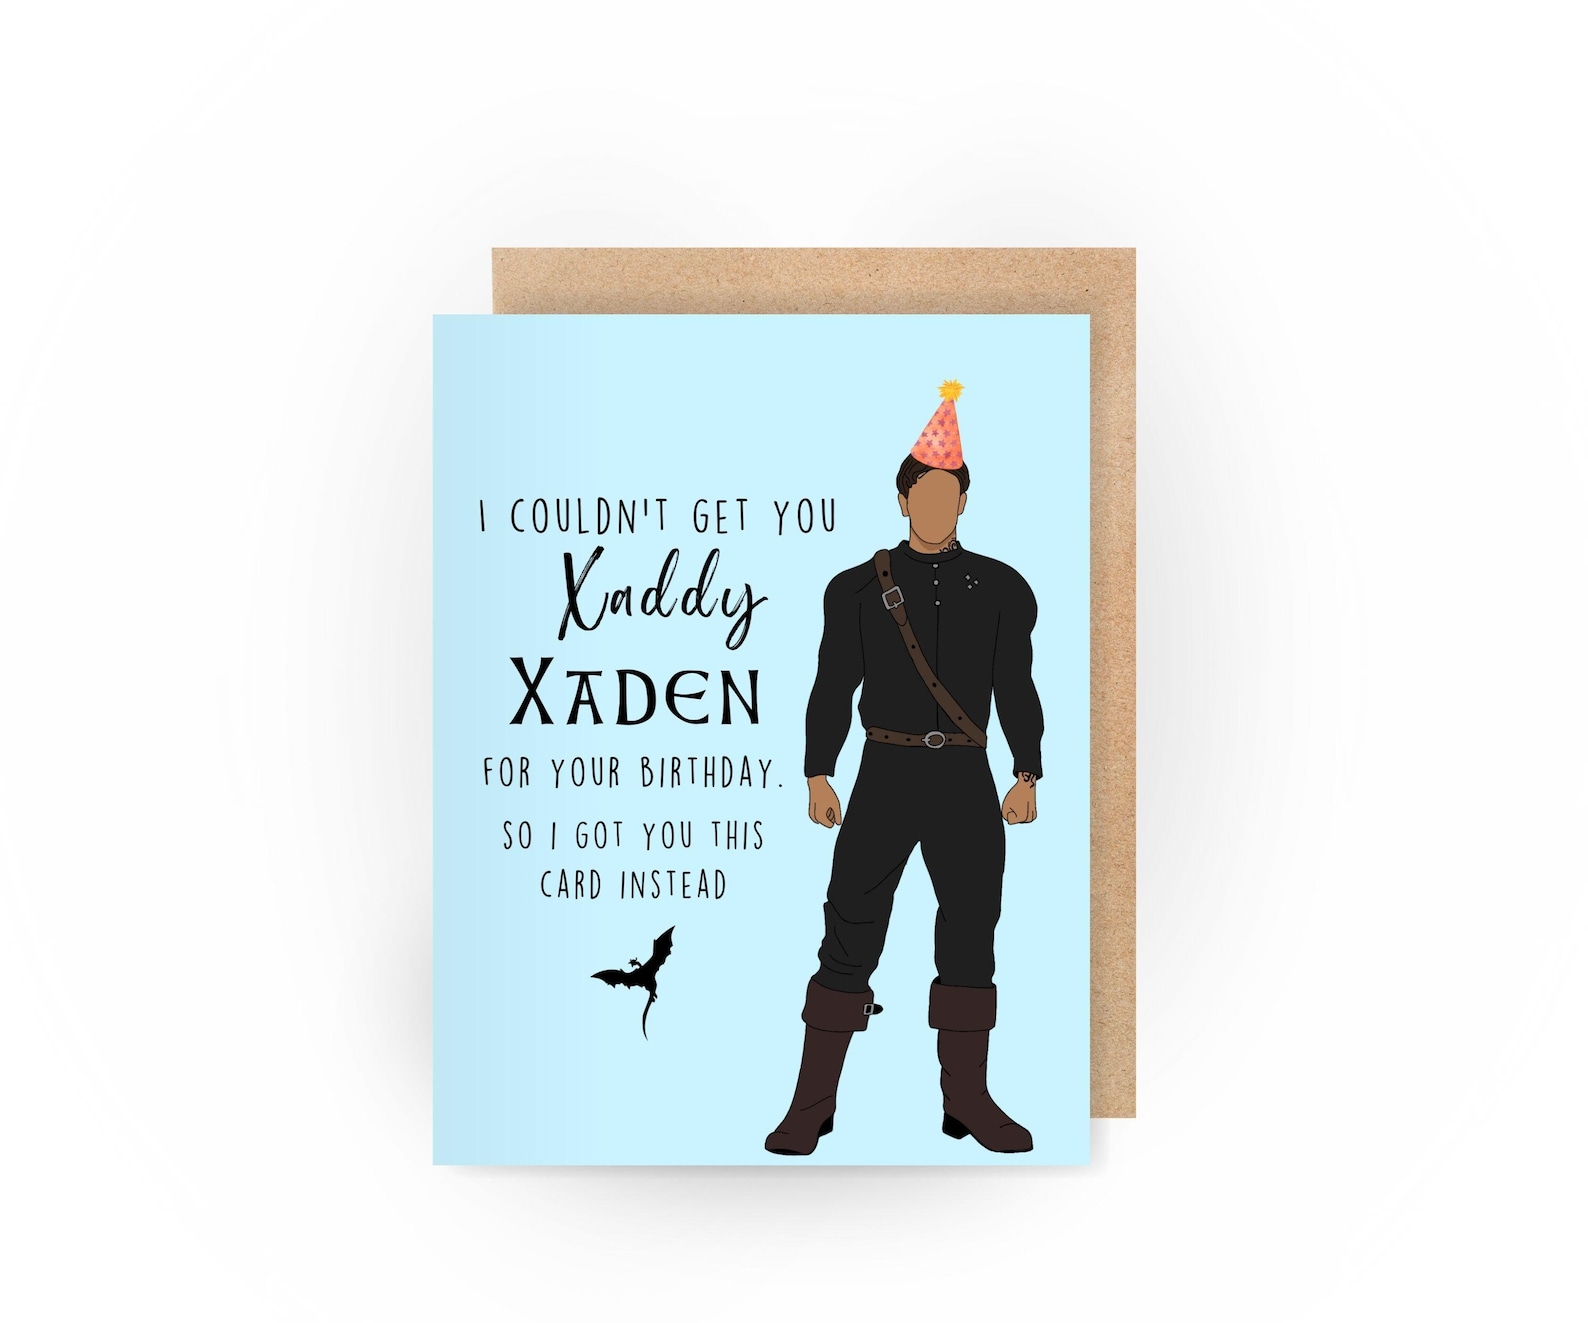 I COULDN'T GET YOU
Xaddy
XADEN
FOR YOUR BIRTHDAY.
SO I GOT YOU THIS
CARD INSTEAD